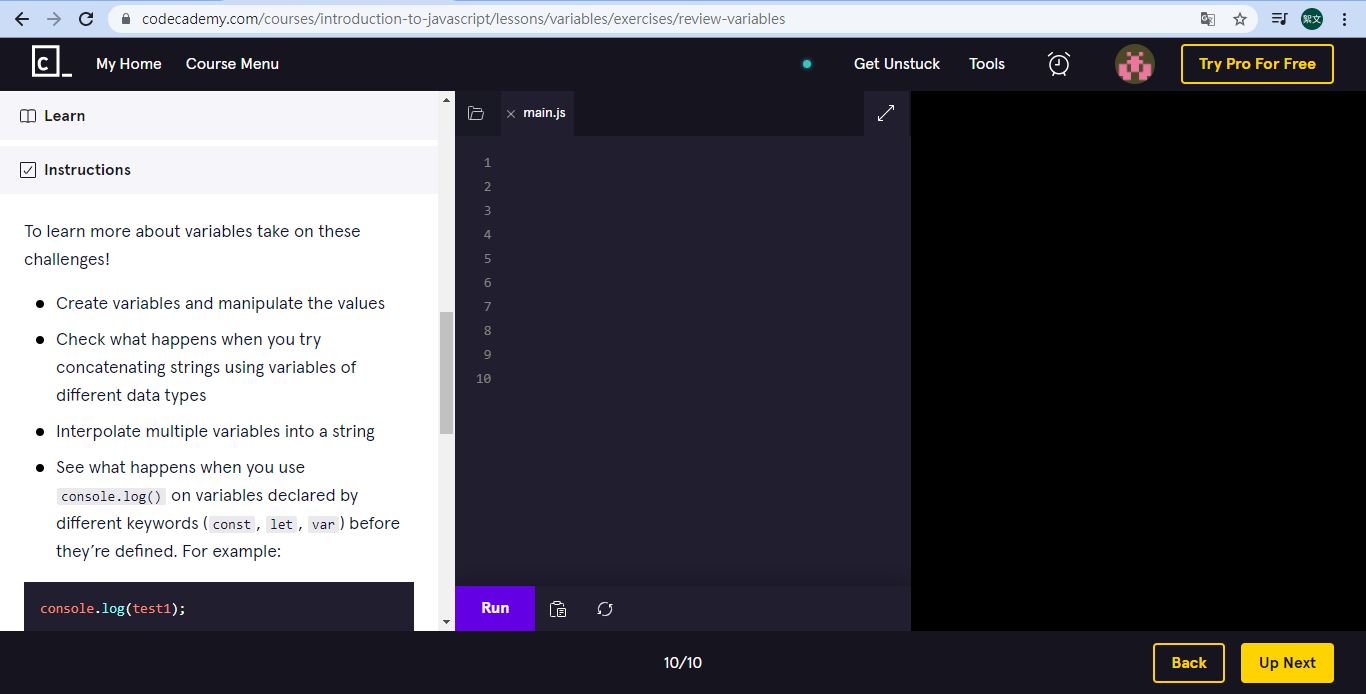 codecademy.com/courses/introduction-to-javascript/lessons/variables/exercises/review-variables
絮文
c_
My Home
Course Menu
Get Unstuck
Tools
Try Pro For Free
Learn
Instructions
To learn more about variables take on these
challenges!
Create variables and manipulate the values
Check what happens when you try
concatenating strings using variables of
different data types
Interpolate multiple variables into a string
See what happens when you use
console.log() on variables declared by
different keywords ( const , let , var ) before
they’re defined. For example:
console.log(test1);
main.js
1
2
3
4
5
6
7
8
9
10
Run
10/10
Back
Up Next